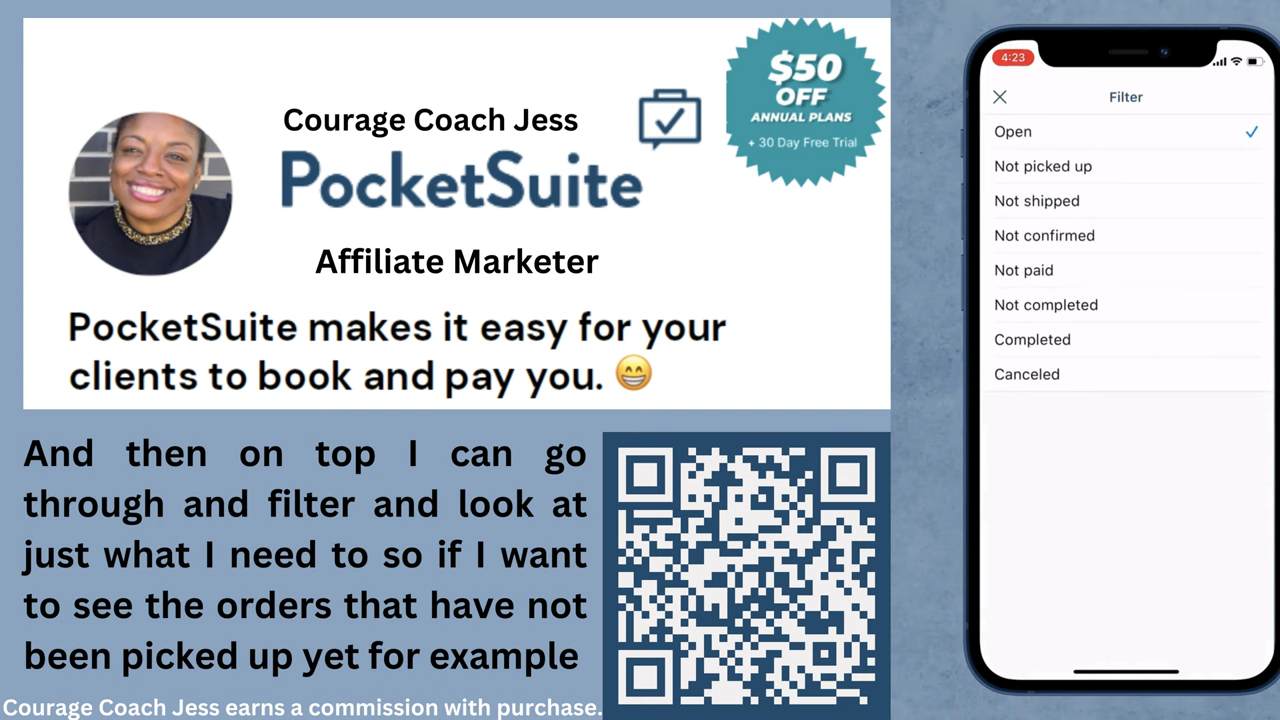 Courage Coach Jess
PocketSuite
Affiliate Marketer
$50
OFF
ANNUAL PLANS
+ 30 Day Free Trial
PocketSuite makes it easy for your
clients to book and pay you. 😁
And then on top I can go
through and filter and look at
just what I need to so if I want
to see the orders that have not
been picked up yet for example
Courage Coach Jess earns a commission with purchase.
4:23
Filter
Open
Not picked up
Not shipped
Not confirmed
Not paid
Not completed
Completed
Canceled